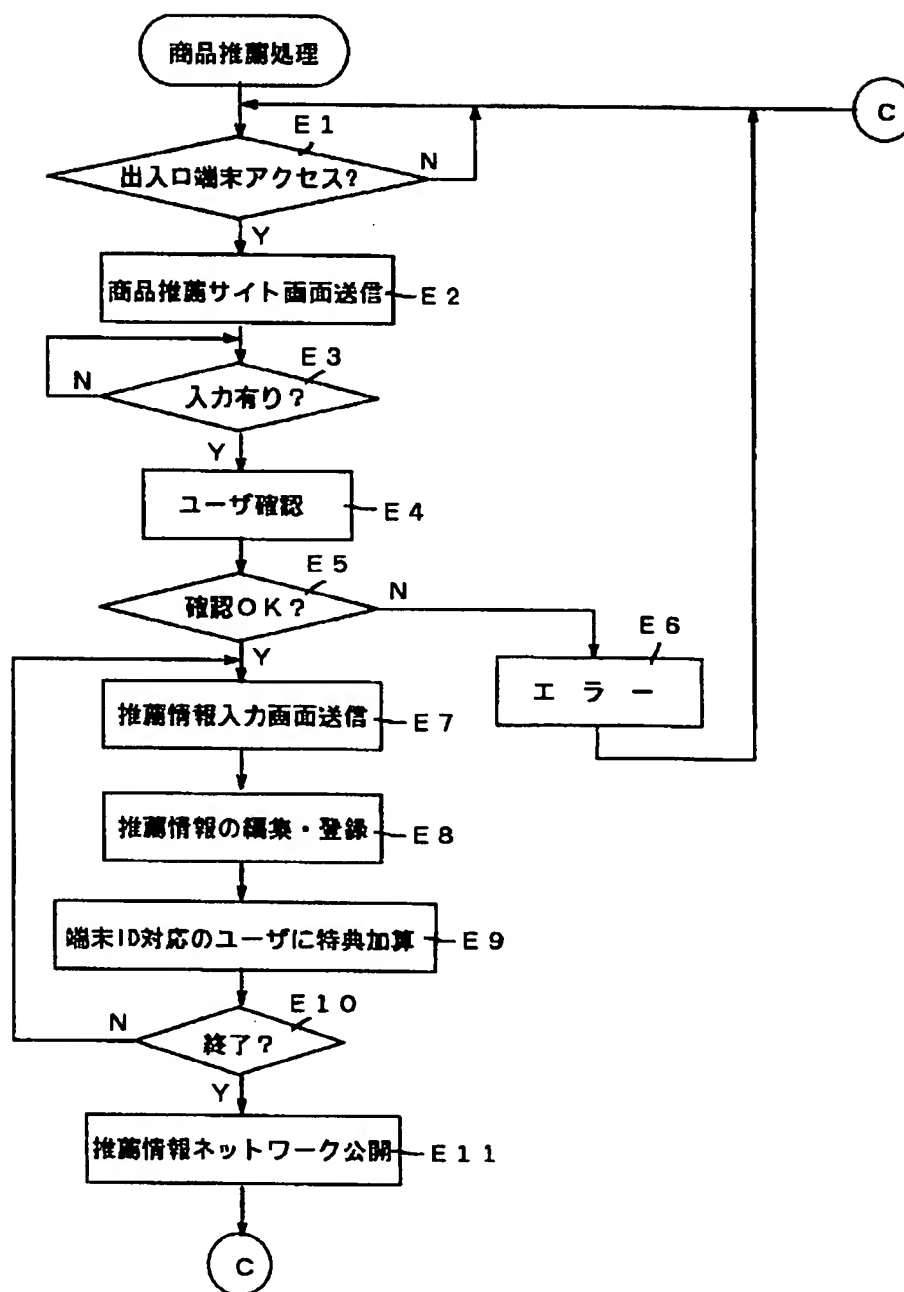 商品推薦処理
C
E1
出入口端末アクセス?
N
Y
商品推薦サイト画面送信
E2
E3
入力有り?
N
Y
ユーザ確認
E4
E5
確認OK?
N
Y
E6
エラー
推薦情報入力画面送信
E7
推薦情報の編集・登録
E8
端末ID対応のユーザに特典加算
E9
E10
終了?
N
Y
推薦情報ネットワーク公開
E11
C